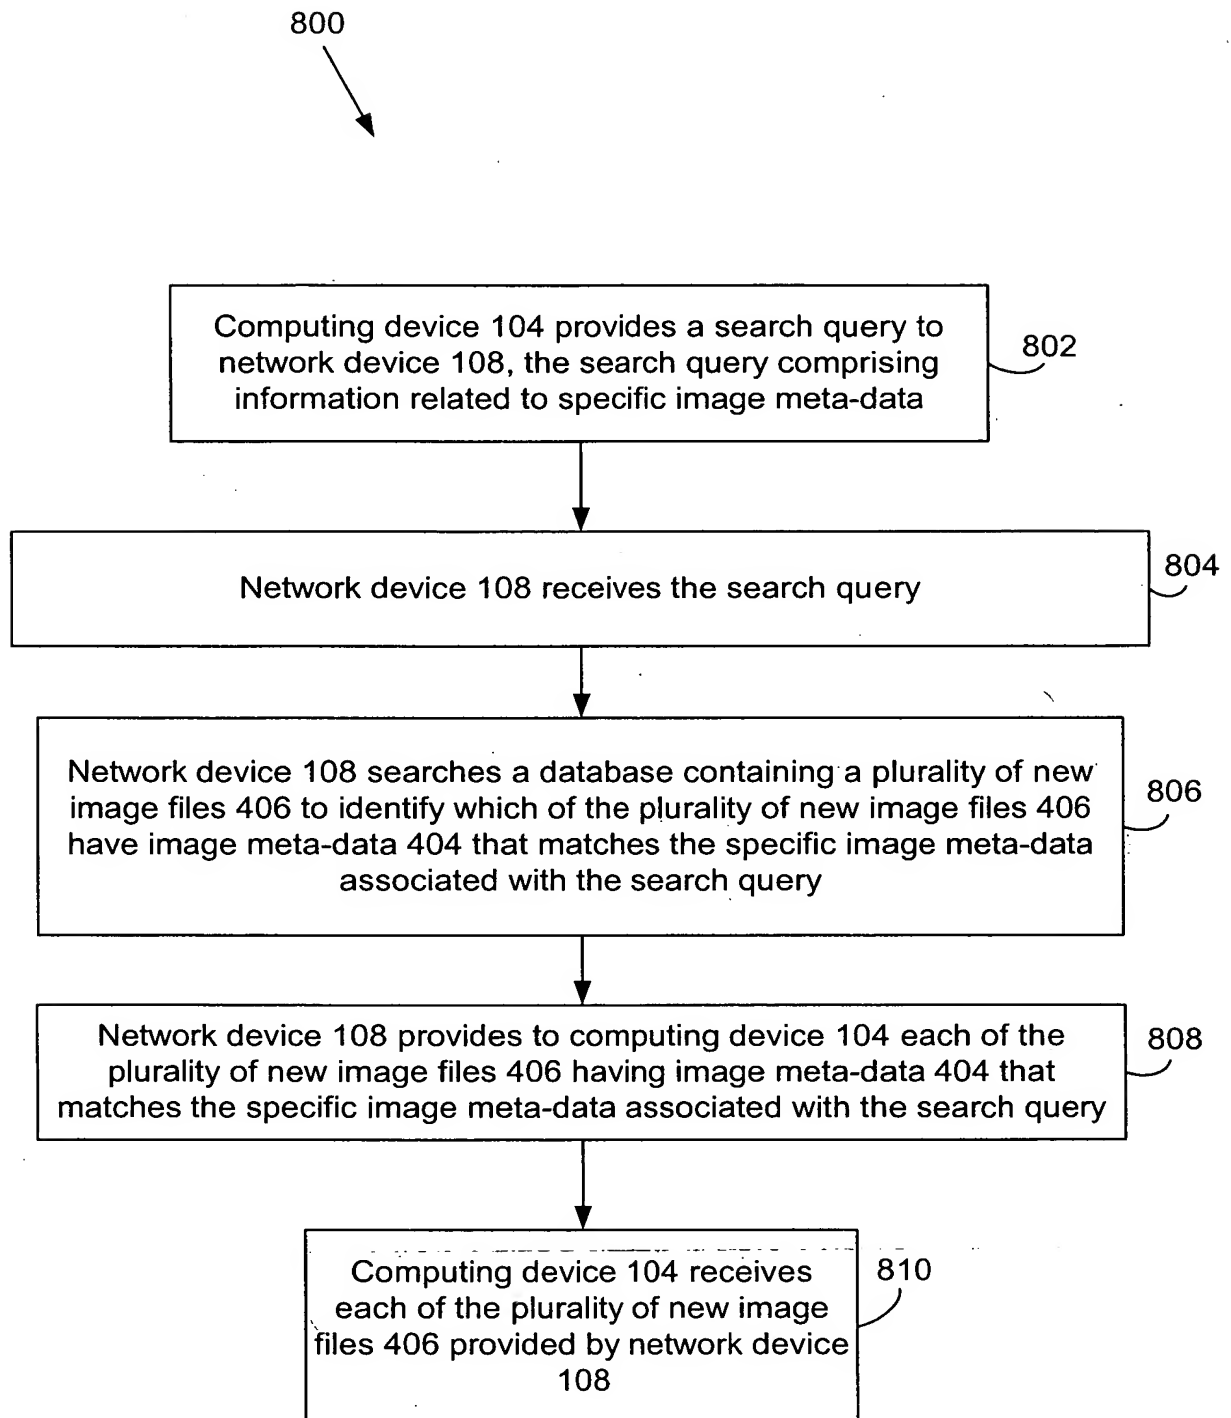 800
Computing device 104 provides a search query to
network device 108, the search query comprising
information related to specific image meta-data
802
Network device 108 receives the search query
804
Network device 108 searches a database containing a plurality of new
image files 406 to identify which of the plurality of new image files 406
have image meta-data 404 that matches the specific image meta-data
associated with the search query
806
Network device 108 provides to computing device 104 each of the
plurality of new image files 406 having image meta-data 404 that
matches the specific image meta-data associated with the search query
808
Computing device 104 receives
each of the plurality of new image
files 406 provided by network device
108
810